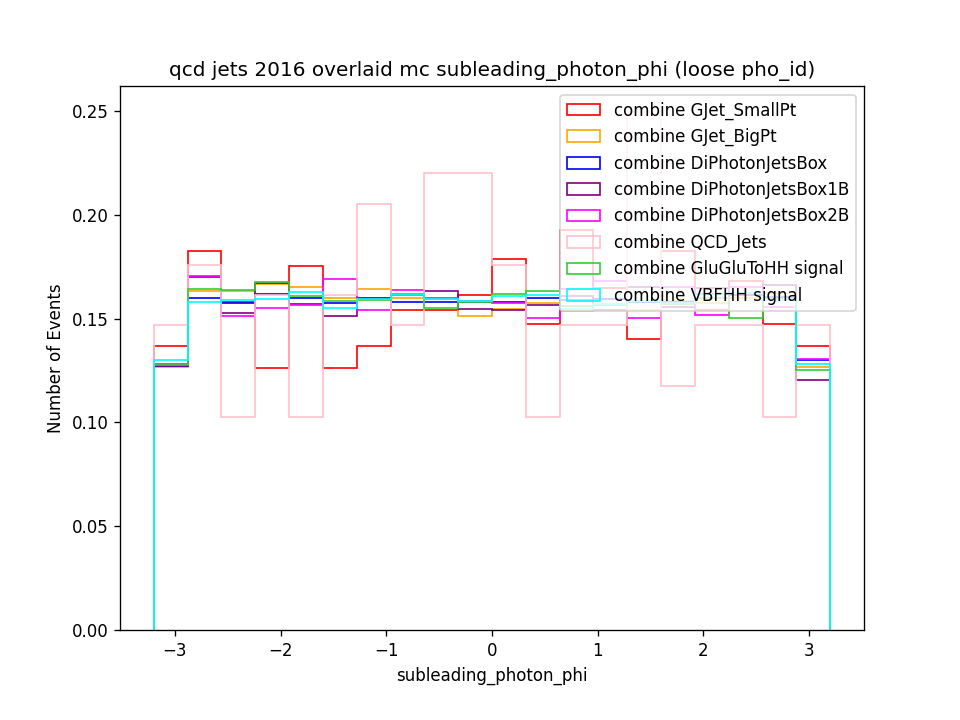 qcd jets 2016 overlaid mc subleading_photon_phi (loose pho_id)
combine GJet_SmallPt
combine GJet_BigPt
combine DiPhotonJetsBox
combine DiPhotonJetsBox1B
combine DiPhotonJetsBox2B
combine QCD_Jets
combine GluGluToHH signal
combine VBFHH signal
Number of Events
0.25
0.20
0.15
0.10
0.05
0.00
−3 −2 −1 0 1 2 3
subleading_photon_phi